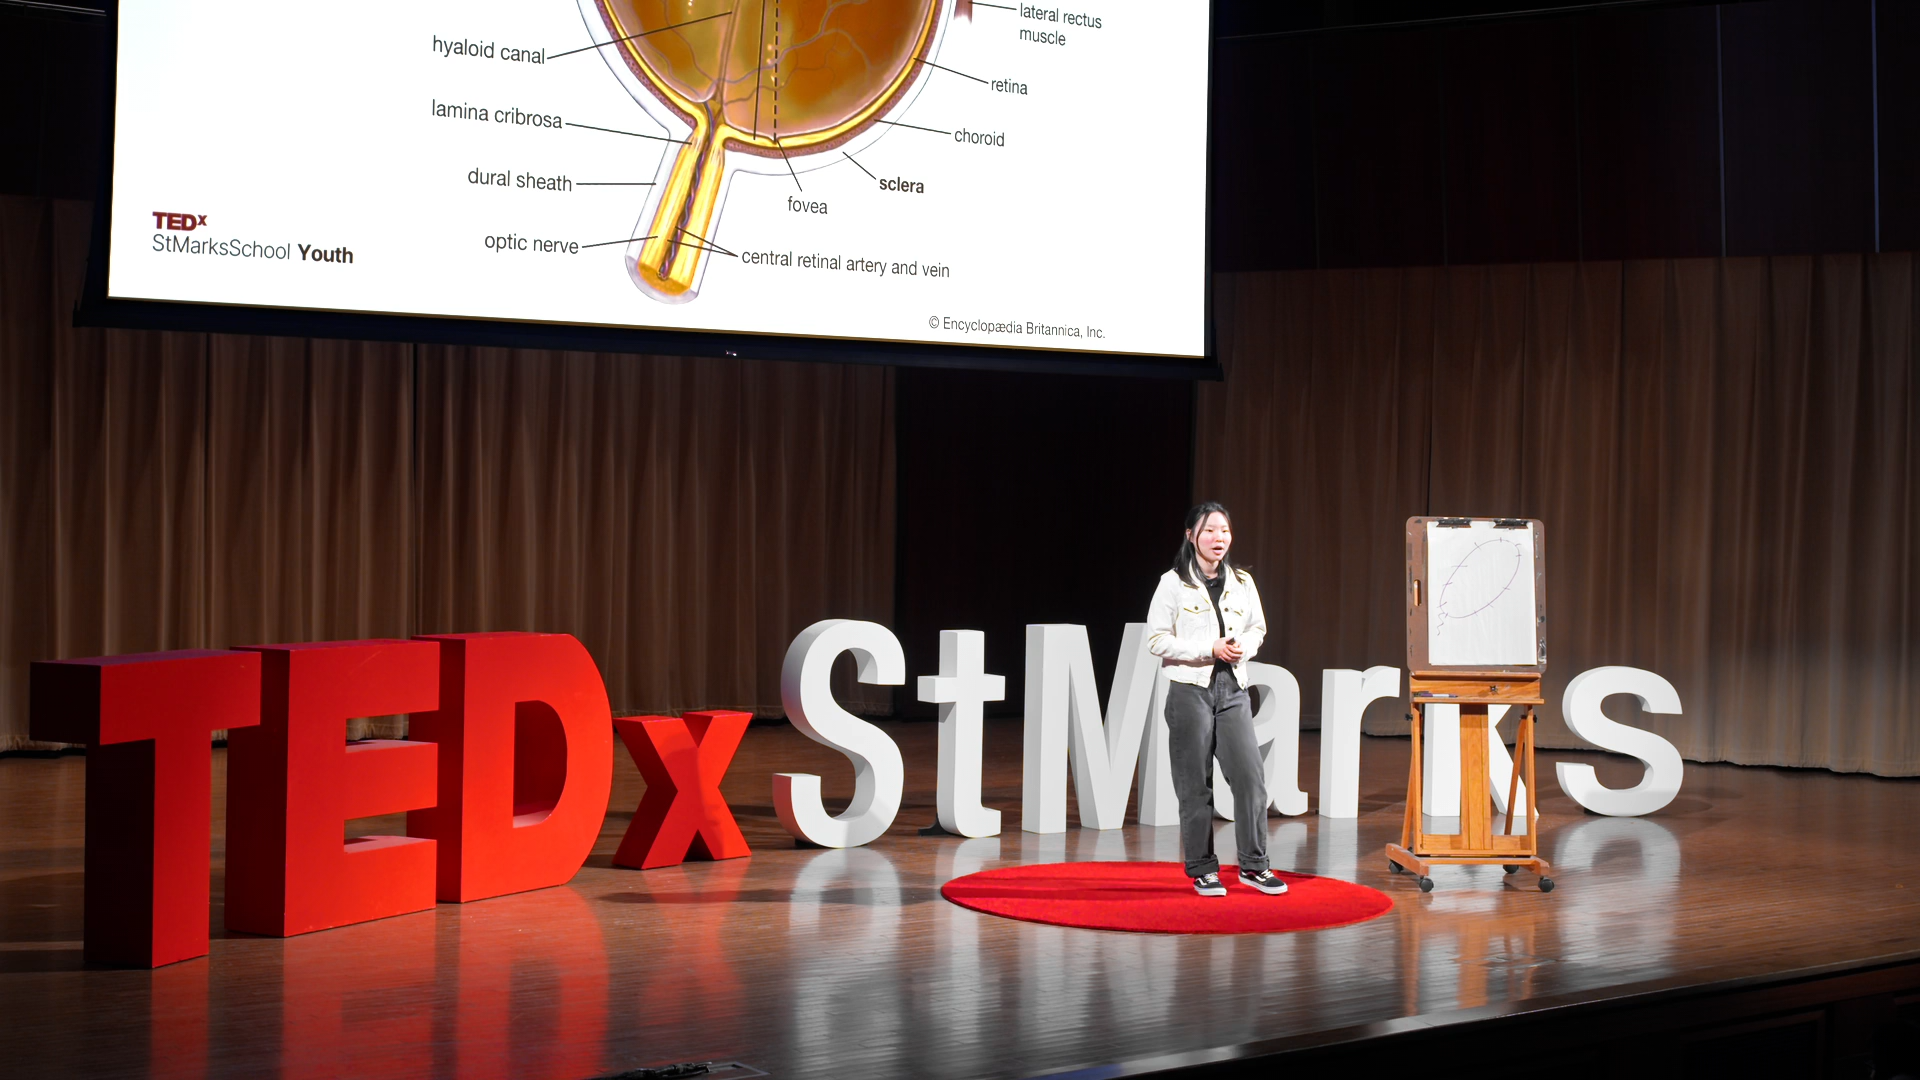 lateral rectus
muscle
hyaloid canal
retina
lamina cribrosa
choroid
dural sheath
sclera
fovea
TEDx
StMarksSchool Youth
optic nerve
central retinal artery and vein
© Encyclopædia Britannica, Inc.
TEDx StMarks